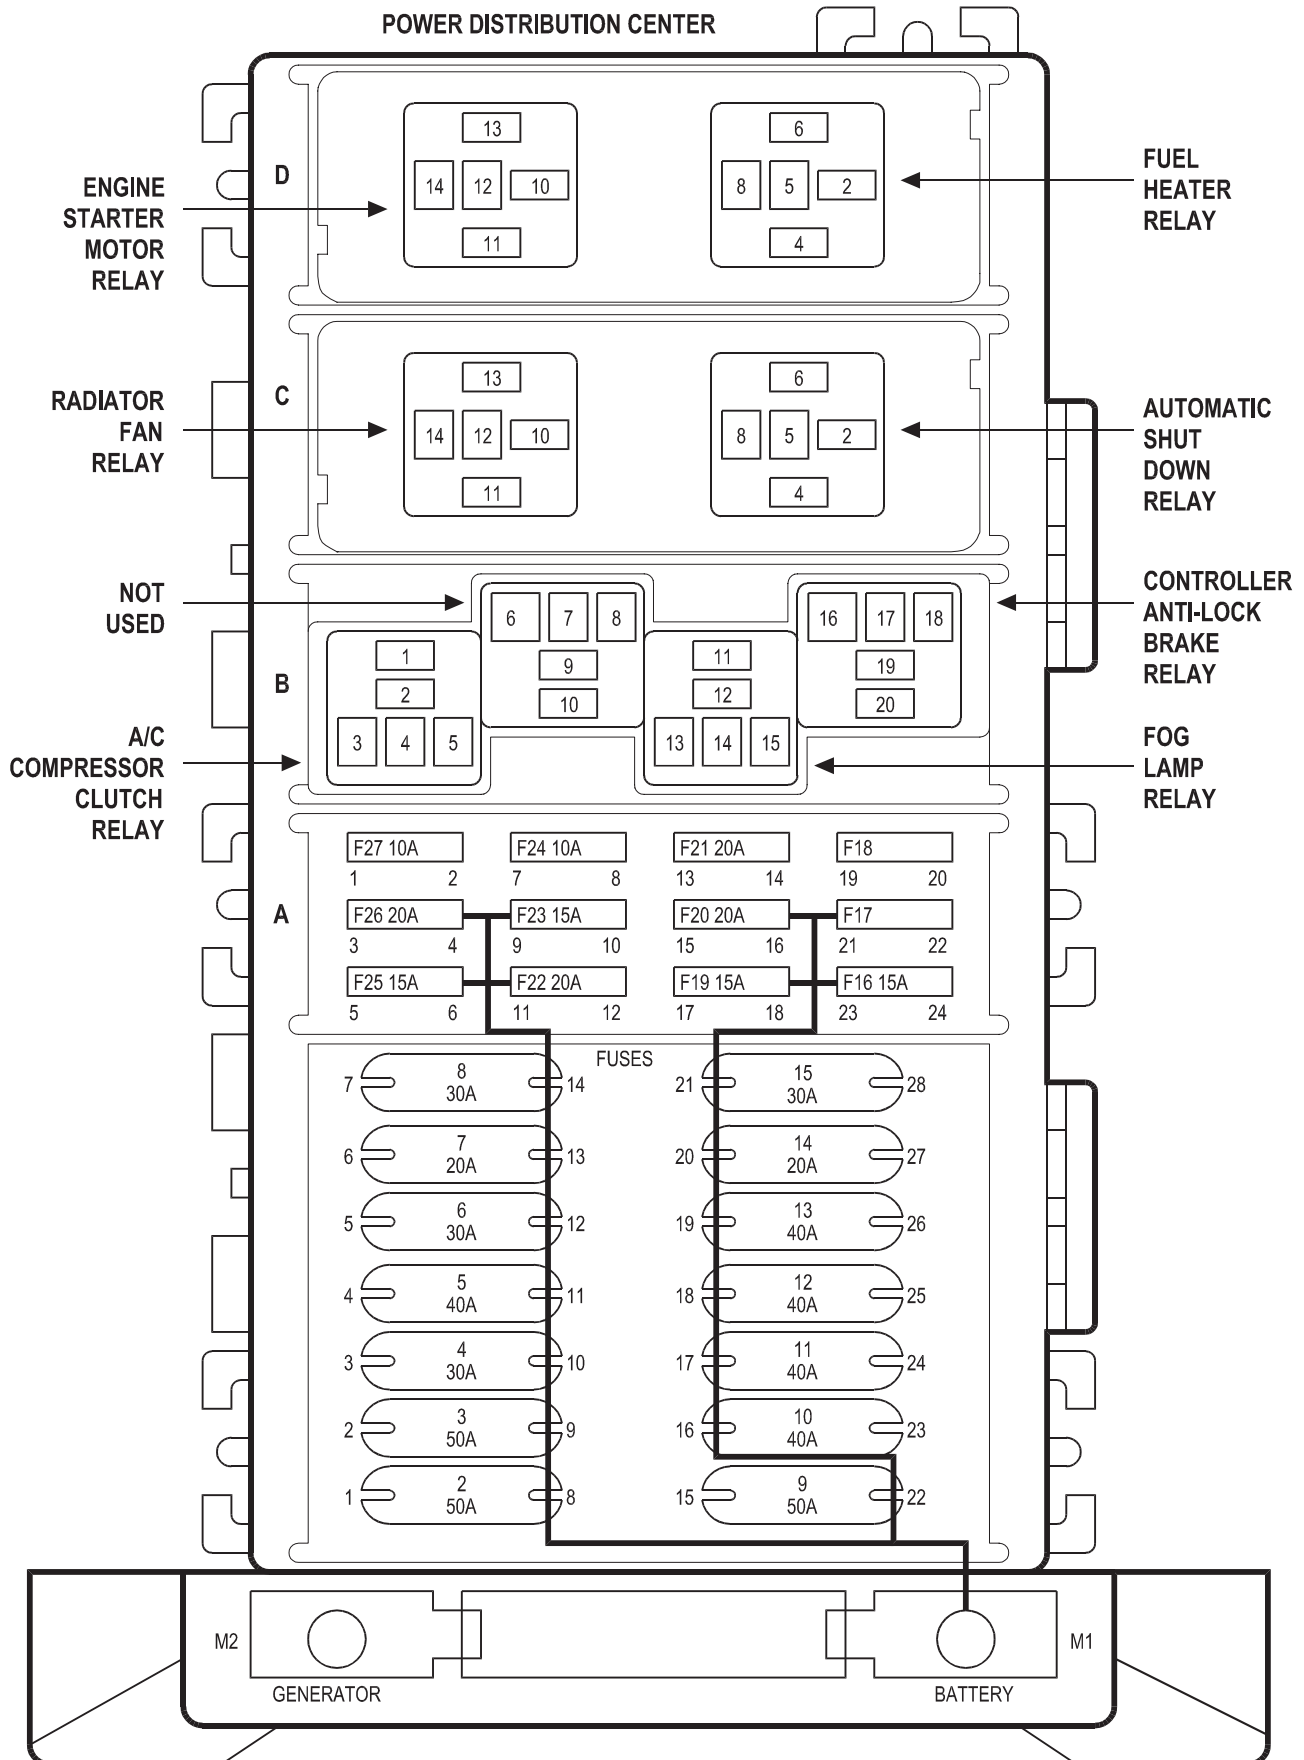 POWER DISTRIBUTION CENTER
D
ENGINE
STARTER
MOTOR
RELAY
13
14 12 10
11
6
8 5 2
4
FUEL
HEATER
RELAY
C
RADIATOR
FAN
RELAY
13
14 12 10
11
6
8 5 2
4
AUTOMATIC
SHUT
DOWN
RELAY
B
NOT
USED
6 7 8
9
10
16 17 18
19
20
CONTROLLER
ANTI-LOCK
BRAKE
RELAY
A/C
COMPRESSOR
CLUTCH
RELAY
1
2
3 4 5
11
12
13 14 15
FOG
LAMP
RELAY
A
F27 10A F24 10A F21 20A F18
1 2 7 8 13 14 19 20
F26 20A F23 15A F20 20A F17
3 4 9 10 15 16 21 22
F25 15A F22 20A F19 15A F16 15A
5 6 11 12 17 18 23 24
FUSES
7 8 14 21 15 28
30A 30A
6 7 13 20 14 27
20A 20A
5 6 12 19 13 26
30A 40A
4 5 11 18 12 25
40A 40A
3 4 10 17 11 24
30A 40A
2 3 9 16 10 23
50A 40A
1 2 8 15 9 22
50A 50A
M2 M1
GENERATOR BATTERY